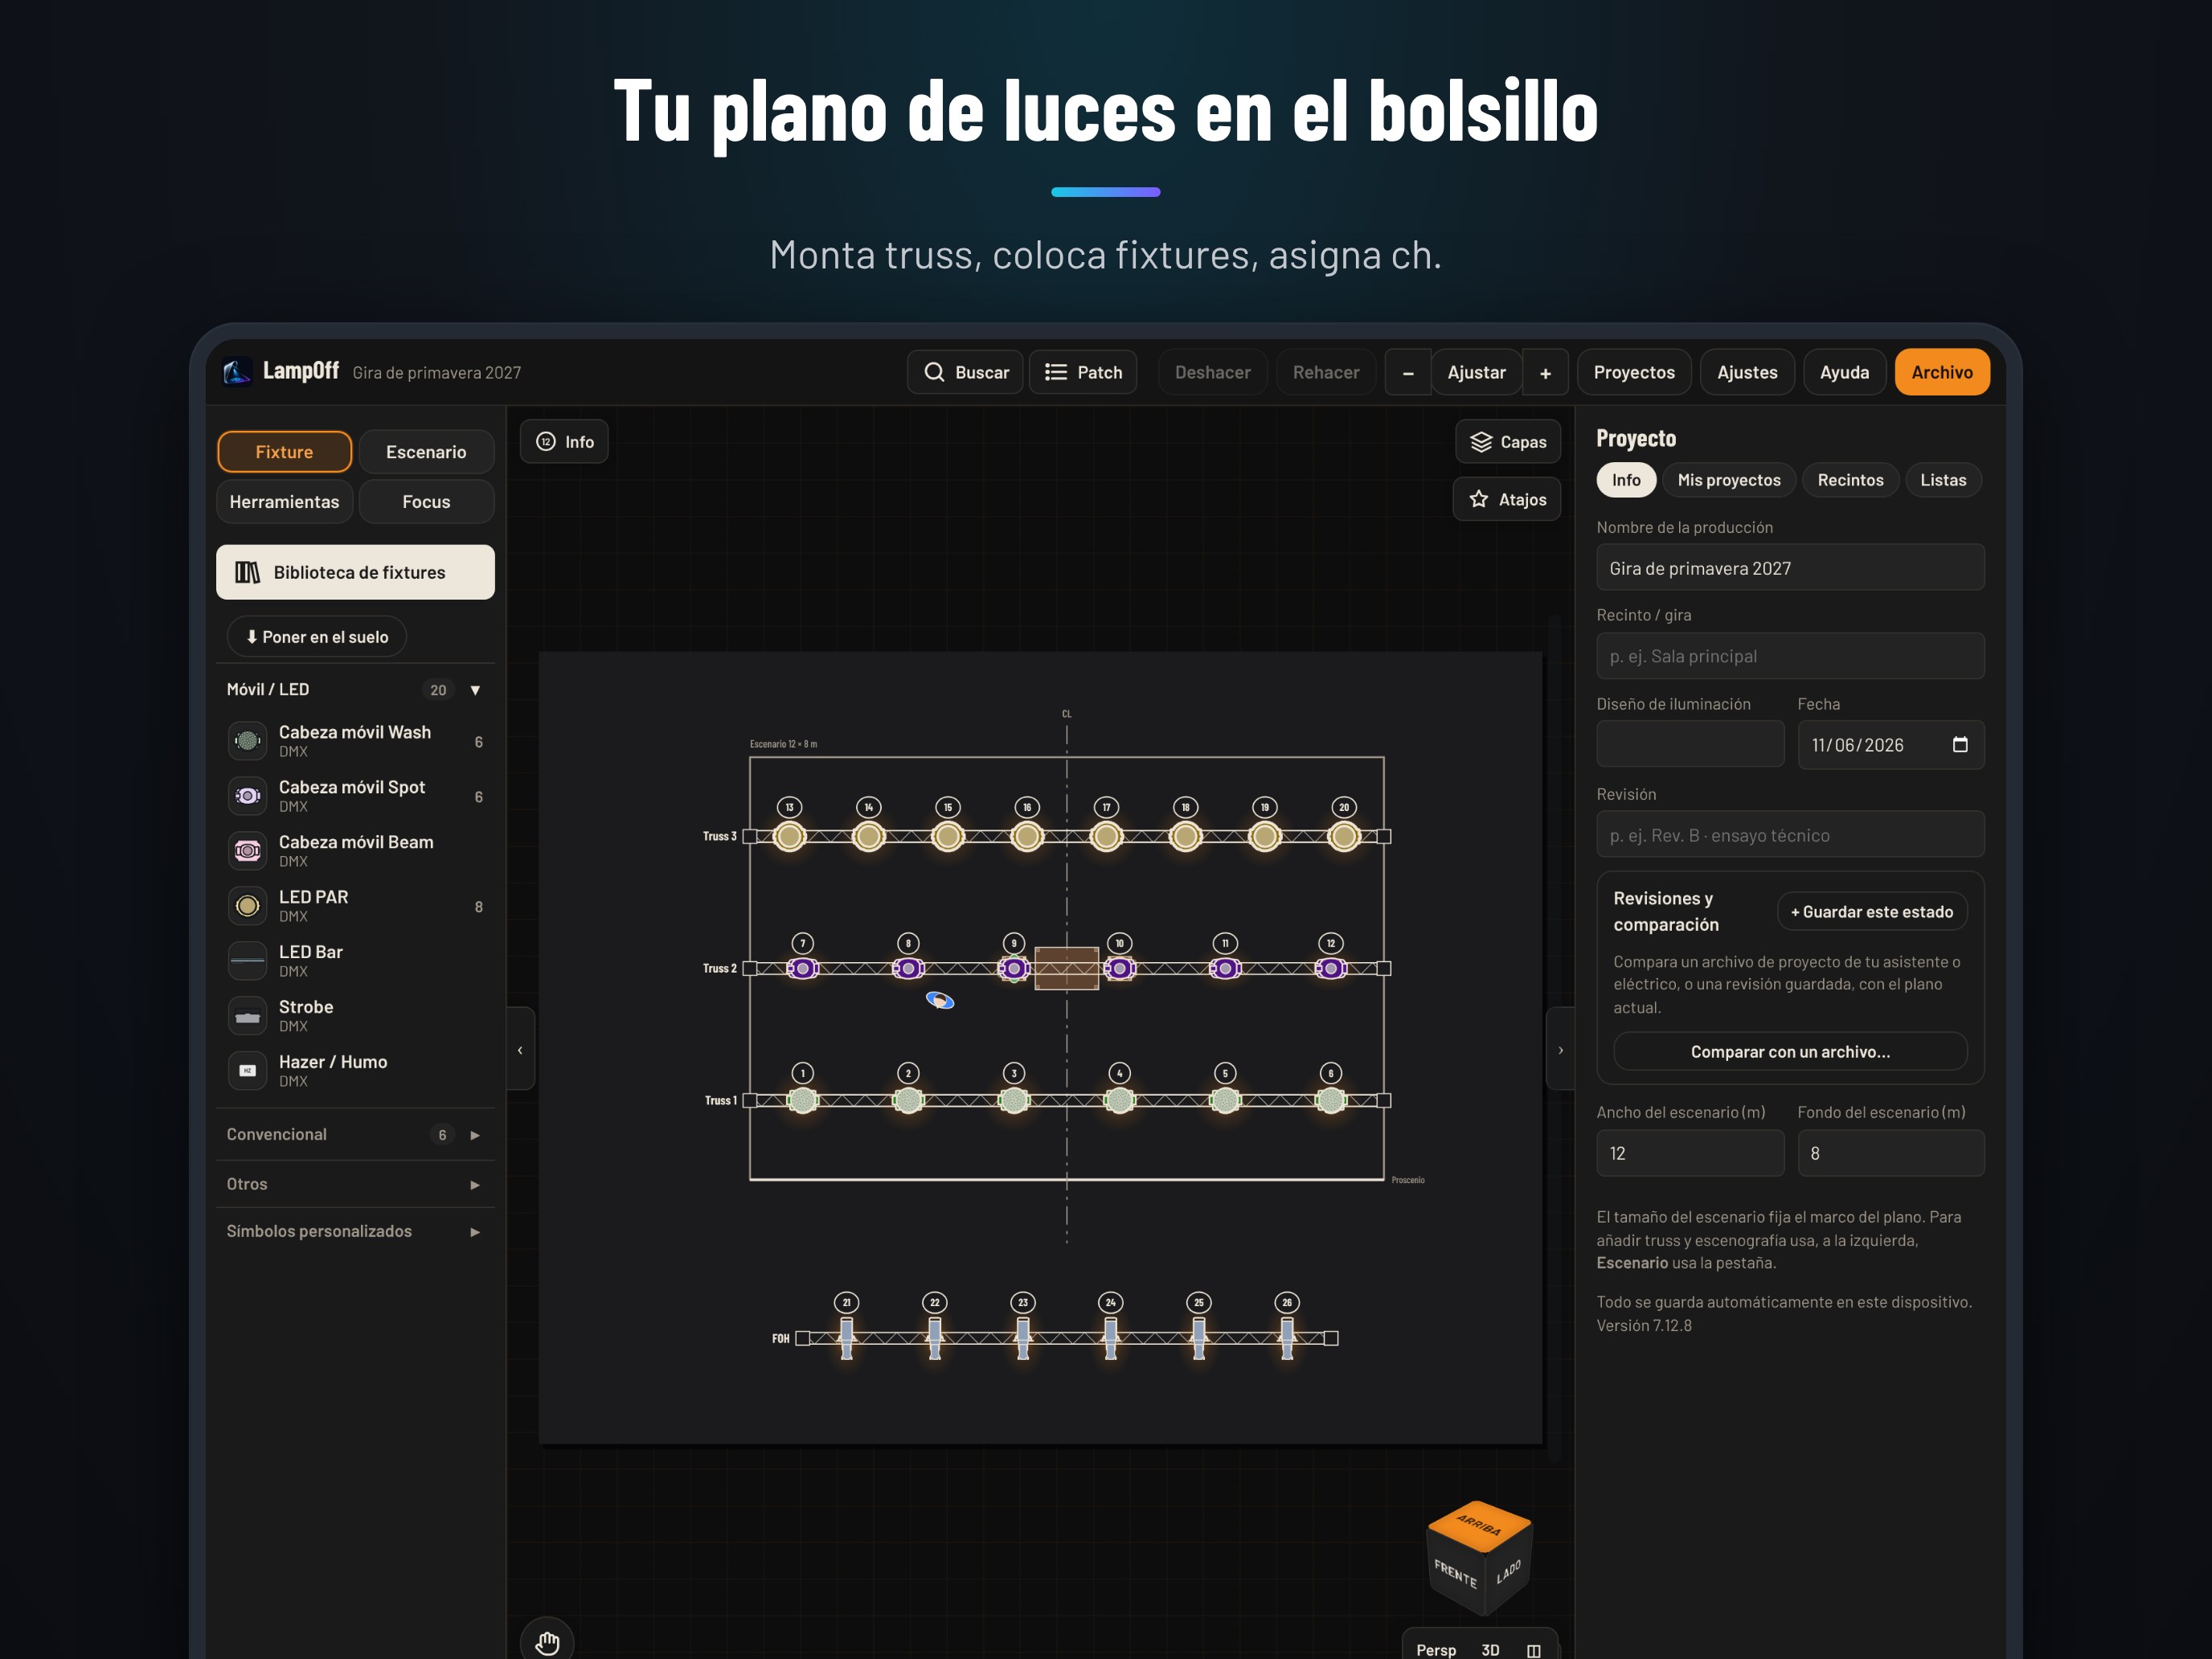 Tu plano de luces en el bolsillo
Monta truss, coloca fixtures, asigna ch.
LampOff Gira de primavera 2027
Buscar Patch Deshacer Rehacer − Ajustar + Proyectos Ajustes Ayuda Archivo
Fixture Escenario
Herramientas Focus
Biblioteca de fixtures
⬇ Poner en el suelo
Móvil / LED 20 ▼
Cabeza móvil Wash 6
DMX
Cabeza móvil Spot 6
DMX
Cabeza móvil Beam
DMX
LED PAR 8
DMX
LED Bar
DMX
Strobe
DMX
HZ Hazer / Humo
DMX
Convencional 6 ▶
Otros ▶
Símbolos personalizados ▶
12 Info
Capas
Atajos
CL
Escenario 12 × 8 m
13 14 15 16 17 18 19 20
Truss 3
7 8 9 10 11 12
Truss 2
1 2 3 4 5 6
Truss 1
Proscenio
21 22 23 24 25 26
FOH
‹
›
ARRIBA
FRENTE LADO
Persp 3D
Proyecto
Info Mis proyectos Recintos Listas
Nombre de la producción
Gira de primavera 2027
Recinto / gira
p. ej. Sala principal
Diseño de iluminación Fecha
11/06/2026
Revisión
p. ej. Rev. B · ensayo técnico
Revisiones y
comparación
+ Guardar este estado
Compara un archivo de proyecto de tu asistente o
eléctrico, o una revisión guardada, con el plano
actual.
Comparar con un archivo…
Ancho del escenario (m) Fondo del escenario (m)
12 8
El tamaño del escenario fija el marco del plano. Para
añadir truss y escenografía usa, a la izquierda,
Escenario usa la pestaña.
Todo se guarda automáticamente en este dispositivo.
Versión 7.12.8